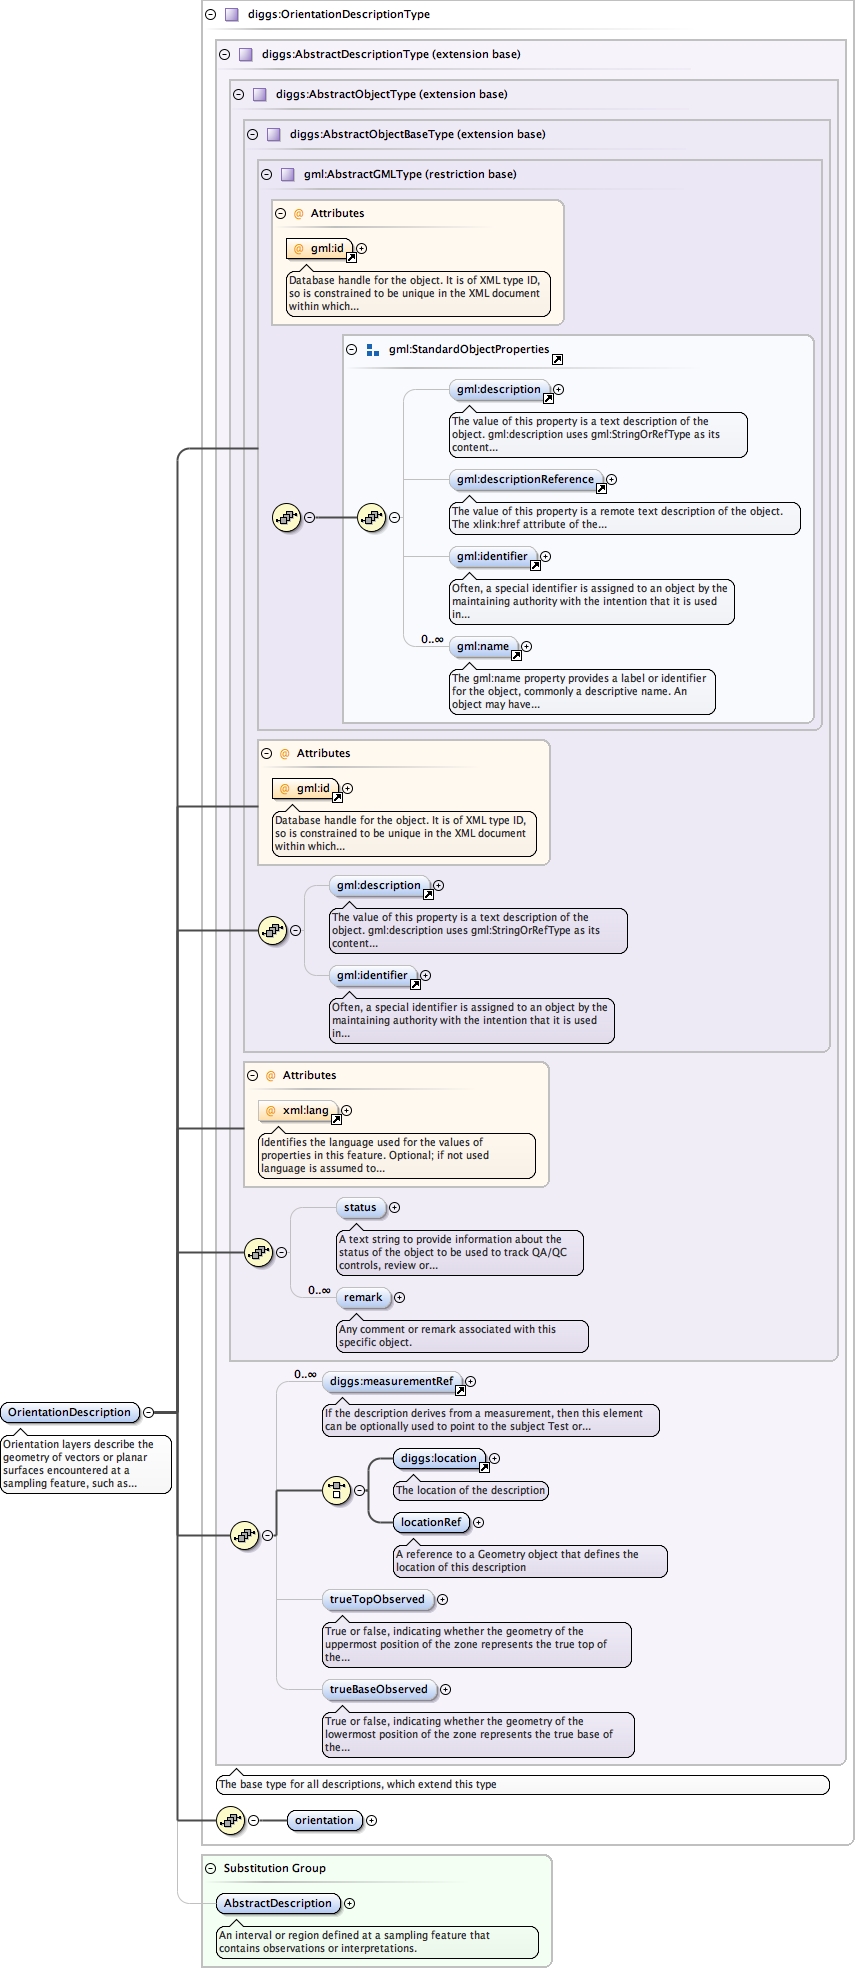 diggs:OrientationDescriptionType
diggs:AbstractDescriptionType (extension base)
diggs:AbstractObjectType (extension base)
diggs:AbstractObjectBaseType (extension base)
gml:AbstractGMLType (restriction base)
@ Attributes
@ gml:id
Database handle for the object. It is of XML type ID,
so is constrained to be unique in the XML document
within which...
gml:StandardObjectProperties
gml:description
The value of this property is a text description of the
object. gml:description uses gml:StringOrRefType as its
content...
gml:descriptionReference
The value of this property is a remote text description of the object.
The xlink:href attribute of the...
gml:identifier
Often, a special identifier is assigned to an object by the
maintaining authority with the intention that it is used
in...
0..∞
gml:name
The gml:name property provides a label or identifier
for the object, commonly a descriptive name. An
object may have...
@ Attributes
@ gml:id
Database handle for the object. It is of XML type ID,
so is constrained to be unique in the XML document
within which...
gml:description
The value of this property is a text description of the
object. gml:description uses gml:StringOrRefType as its
content...
gml:identifier
Often, a special identifier is assigned to an object by the
maintaining authority with the intention that it is used
in...
@ Attributes
@ xml:lang
Identifies the language used for the values of
properties in this feature. Optional; if not used
language is assumed to...
status
A text string to provide information about the
status of the object to be used to track QA/QC
controls, review or...
0..∞
remark
Any comment or remark associated with this
specific object.
0..∞
diggs:measurementRef
If the description derives from a measurement, then this element
can be optionally used to point to the subject Test or...
OrientationDescription
Orientation layers describe the
geometry of vectors or planar
surfaces encountered at a
sampling feature, such as...
diggs:location
The location of the description
locationRef
A reference to a Geometry object that defines the
location of this description
trueTopObserved
True or false, indicating whether the geometry of the
uppermost position of the zone represents the true top of
the...
trueBaseObserved
True or false, indicating whether the geometry of the
lowermost position of the zone represents the true base of
the...
The base type for all descriptions, which extend this type
orientation
Substitution Group
AbstractDescription
An interval or region defined at a sampling feature that
contains observations or interpretations.